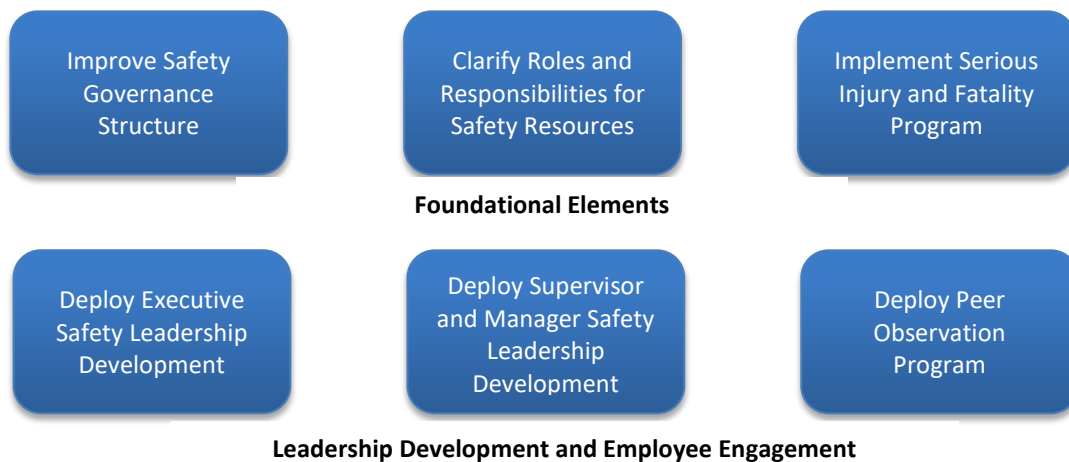 Improve Safety
Governance
Structure
Clarify Roles and
Responsibilities for
Safety Resources
Implement Serious
Injury and Fatality
Program
Foundational Elements
Deploy Executive
Safety Leadership
Development
Deploy Supervisor
and Manager Safety
Leadership
Development
Deploy Peer
Observation
Program
Leadership Development and Employee Engagement